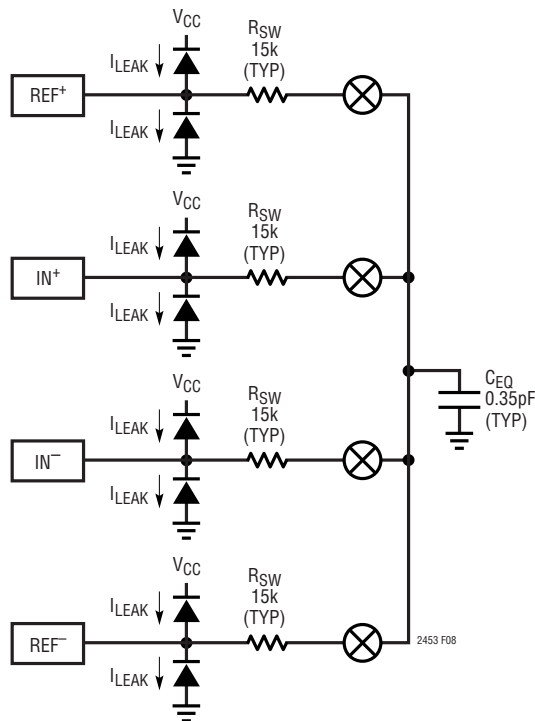 VCC
ILEAK
RSW
15k
(TYP)
REF+
ILEAK
VCC
ILEAK
RSW
15k
(TYP)
IN+
ILEAK
CEQ
0.35pF
(TYP)
VCC
ILEAK
RSW
15k
(TYP)
IN−
ILEAK
VCC
ILEAK
RSW
15k
(TYP)
REF−
ILEAK
2453 F08